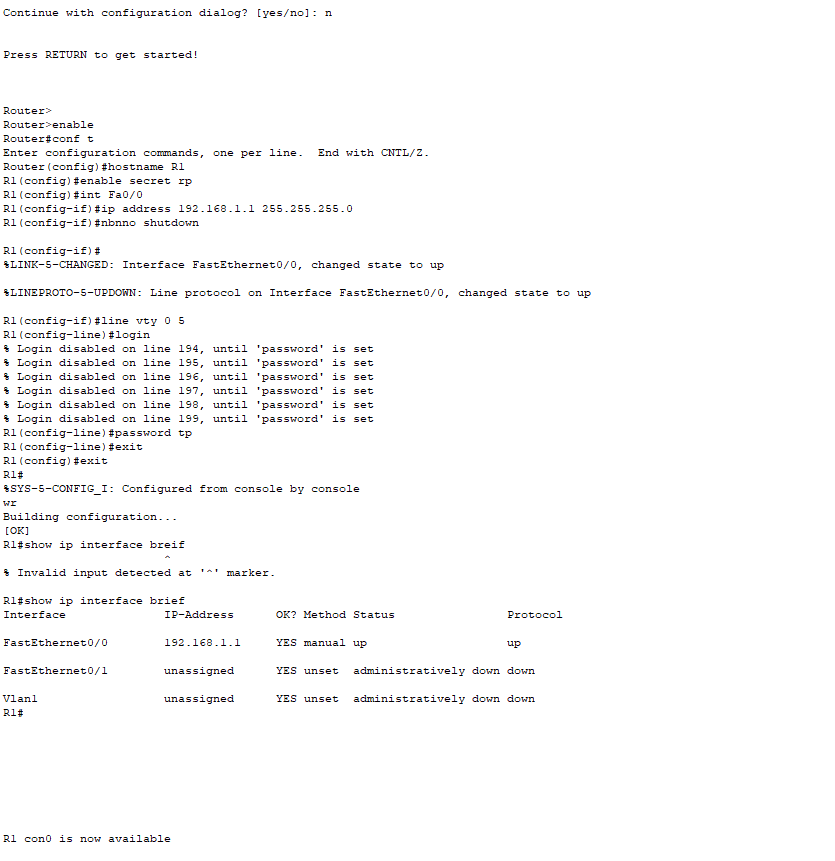 Continue with configuration dialog? [yes/no]: n
Press RETURN to get started!
Router>
Router>enable
Router#conf t
Enter configuration commands, one per line.  End with CNTL/Z.
Router(config)#hostname R1
R1(config)#enable secret rp
R1(config)#int Fa0/0
R1(config-if)#ip address 192.168.1.1 255.255.255.0
R1(config-if)#nbnno shutdown
R1(config-if)#
%LINK-5-CHANGED: Interface FastEthernet0/0, changed state to up
%LINEPROTO-5-UPDOWN: Line protocol on Interface FastEthernet0/0, changed state to up
R1(config-if)#line vty 0 5
R1(config-line)#login
% Login disabled on line 194, until 'password' is set
% Login disabled on line 195, until 'password' is set
% Login disabled on line 196, until 'password' is set
% Login disabled on line 197, until 'password' is set
% Login disabled on line 198, until 'password' is set
% Login disabled on line 199, until 'password' is set
R1(config-line)#password tp
R1(config-line)#exit
R1(config)#exit
R1#
%SYS-5-CONFIG_I: Configured from console by console
wr
Building configuration...
[OK]
R1#show ip interface breif
^
% Invalid input detected at '^' marker.
R1#show ip interface brief
Interface              IP-Address      OK? Method Status                Protocol
FastEthernet0/0        192.168.1.1     YES manual up                    up
FastEthernet0/1        unassigned      YES unset  administratively down down
Vlan1                  unassigned      YES unset  administratively down down
R1#
R1 con0 is now available